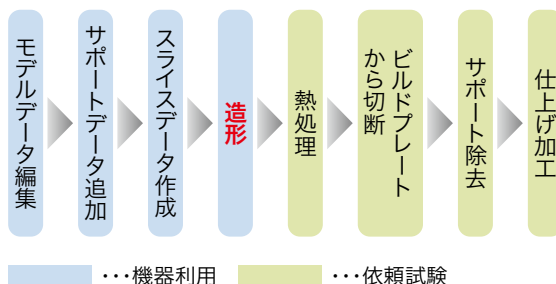 モデルデータ編集
サポートデータ追加
スライスデータ作成
造形
熱処理
ビルドプレート
から切断
サポート除去
仕上げ加工
･･･機器利用
･･･依頼試験